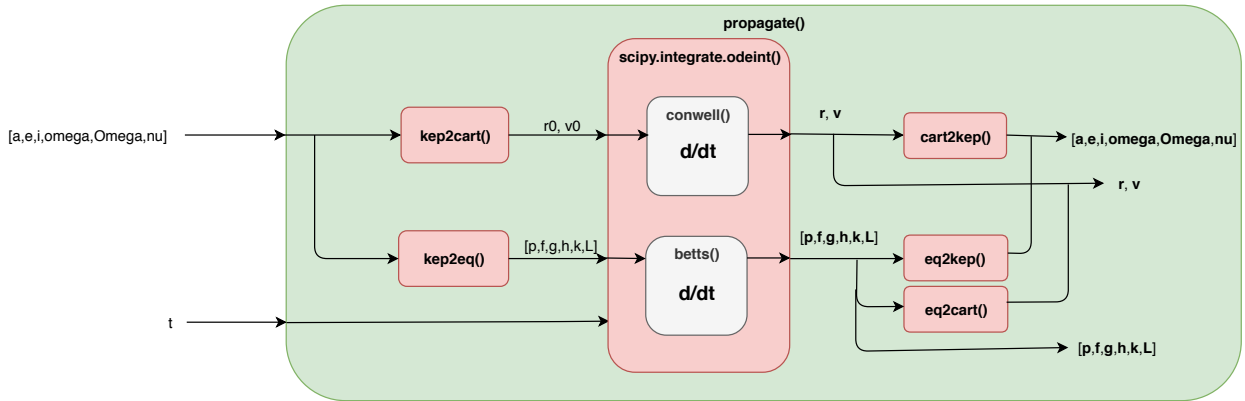 propagate()
scipy.integrate.odeint()
[a,e,i,omega,Omega,nu]
kep2cart()
r0, v0
conwell()
d/dt
r, v
cart2kep()
[a,e,i,omega,Omega,nu]
r, v
kep2eq()
[p,f,g,h,k,L]
betts()
d/dt
[p,f,g,h,k,L]
eq2kep()
eq2cart()
t
[p,f,g,h,k,L]